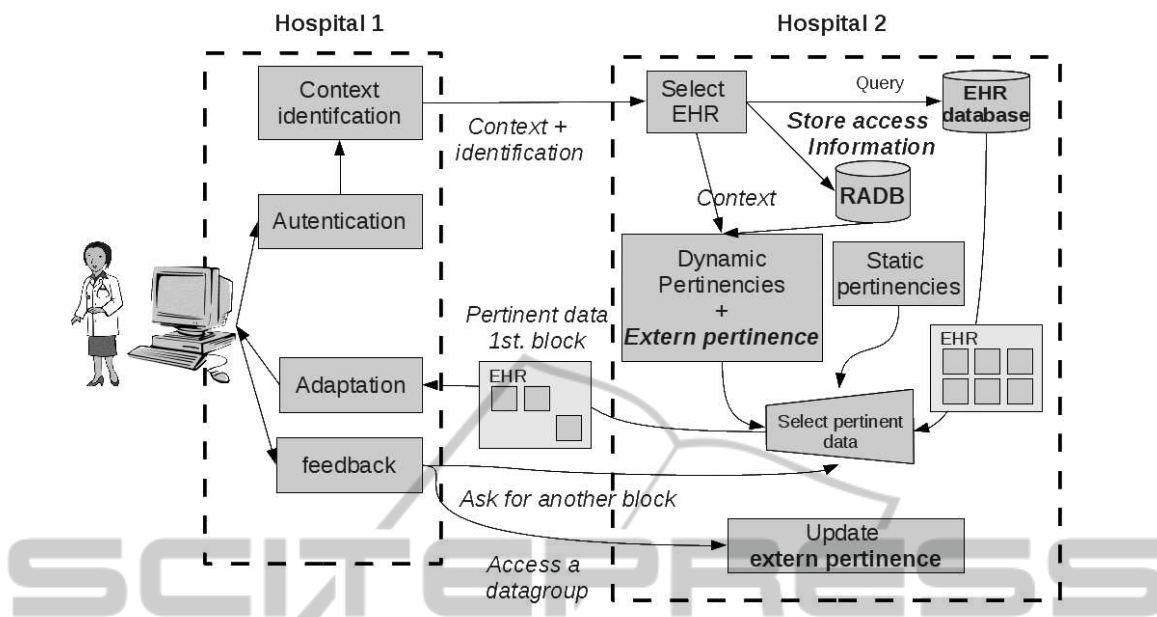 Hospital 1
Hospital 2
Context
identifcation
Context +
identification
Select
EHR
Query
EHR
database
Store access
Information
RADB
Context
Autentication
Dynamic
Pertinencies
+
Extern pertinence
Static
pertinencies
Pertinent data
1st. block
EHR
EHR
Adaptation
Select pertinent
data
feedback
Ask for another block
Update
extern pertinence
Access a
datagroup
SCITEPRESS